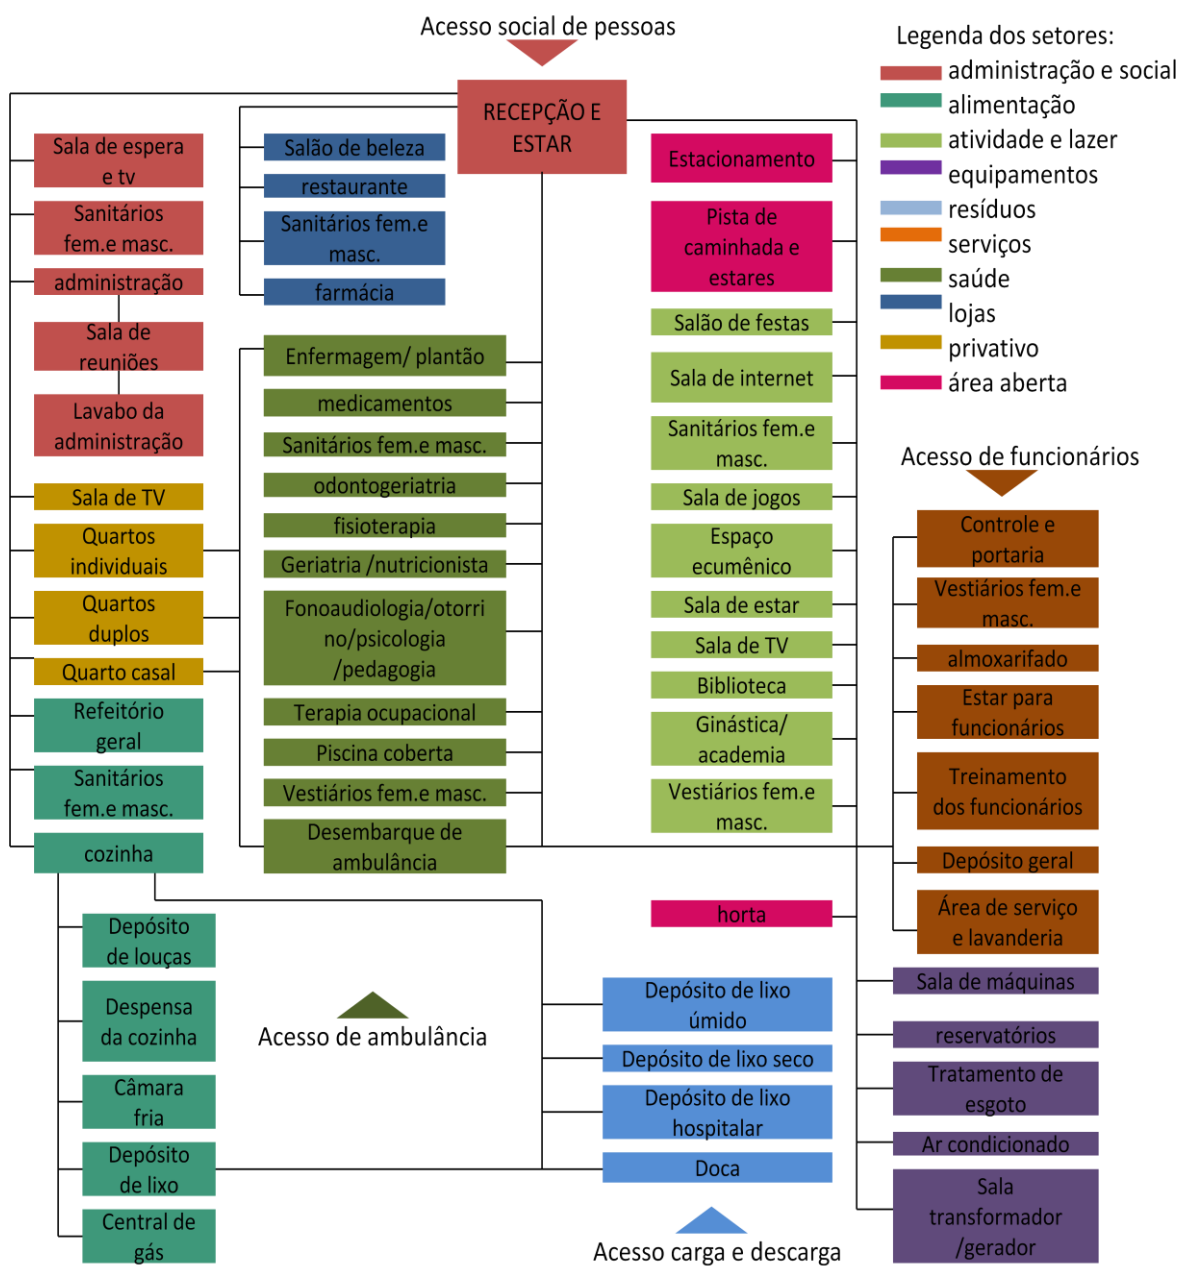 Acesso social de pessoas
RECEPÇÃO E
ESTAR
Legenda dos setores:
administração e social
alimentação
atividade e lazer
equipamentos
resíduos
serviços
saúde
lojas
privativo
área aberta
Sala de espera
e tv
Sanitários
fem.e masc.
administração
Sala de
reuniões
Lavabo da
administração
Sala de TV
Quartos
individuais
Quartos
duplos
Quarto casal
Refeitório
geral
Sanitários
fem.e masc.
cozinha
Depósito
de louças
Despensa
da cozinha
Câmara
fria
Depósito
de lixo
Central de
gás
Salão de beleza
restaurante
Sanitários fem.e
masc.
farmácia
Enfermagem/ plantão
medicamentos
Sanitários fem.e masc.
odontogeriatria
fisioterapia
Geriatria /nutricionista
Fonoaudiologia/otorri
no/psicologia
/pedagogia
Terapia ocupacional
Piscina coberta
Vestiários fem.e masc.
Desembarque de
ambulância
Acesso de ambulância
Estacionamento
Pista de
caminhada e
estares
Salão de festas
Sala de internet
Sanitários fem.e
masc.
Sala de jogos
Espaço
ecumênico
Sala de estar
Sala de TV
Biblioteca
Ginástica/
academia
Vestiários fem.e
masc.
horta
Depósito de lixo
úmido
Depósito de lixo seco
Depósito de lixo
hospitalar
Doca
Acesso carga e descarga
Acesso de funcionários
Controle e
portaria
Vestiários fem.e
masc.
almoxarifado
Estar para
funcionários
Treinamento
dos funcionários
Depósito geral
Área de serviço
e lavanderia
Sala de máquinas
reservatórios
Tratamento de
esgoto
Ar condicionado
Sala
transformador
/gerador